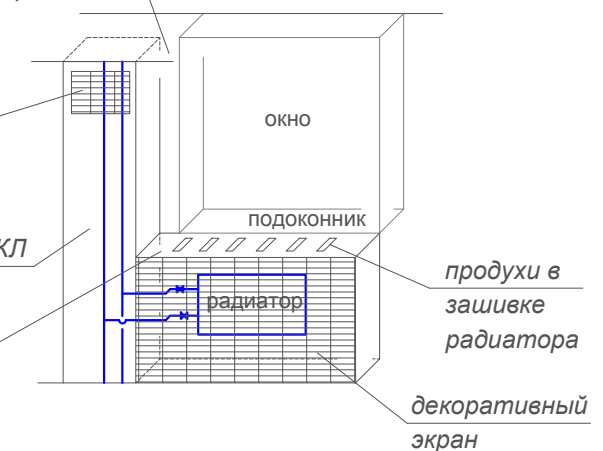 окно
подоконник
КЛ
радиатор
продухи в
зашивке
радиатора
декоративный
экран